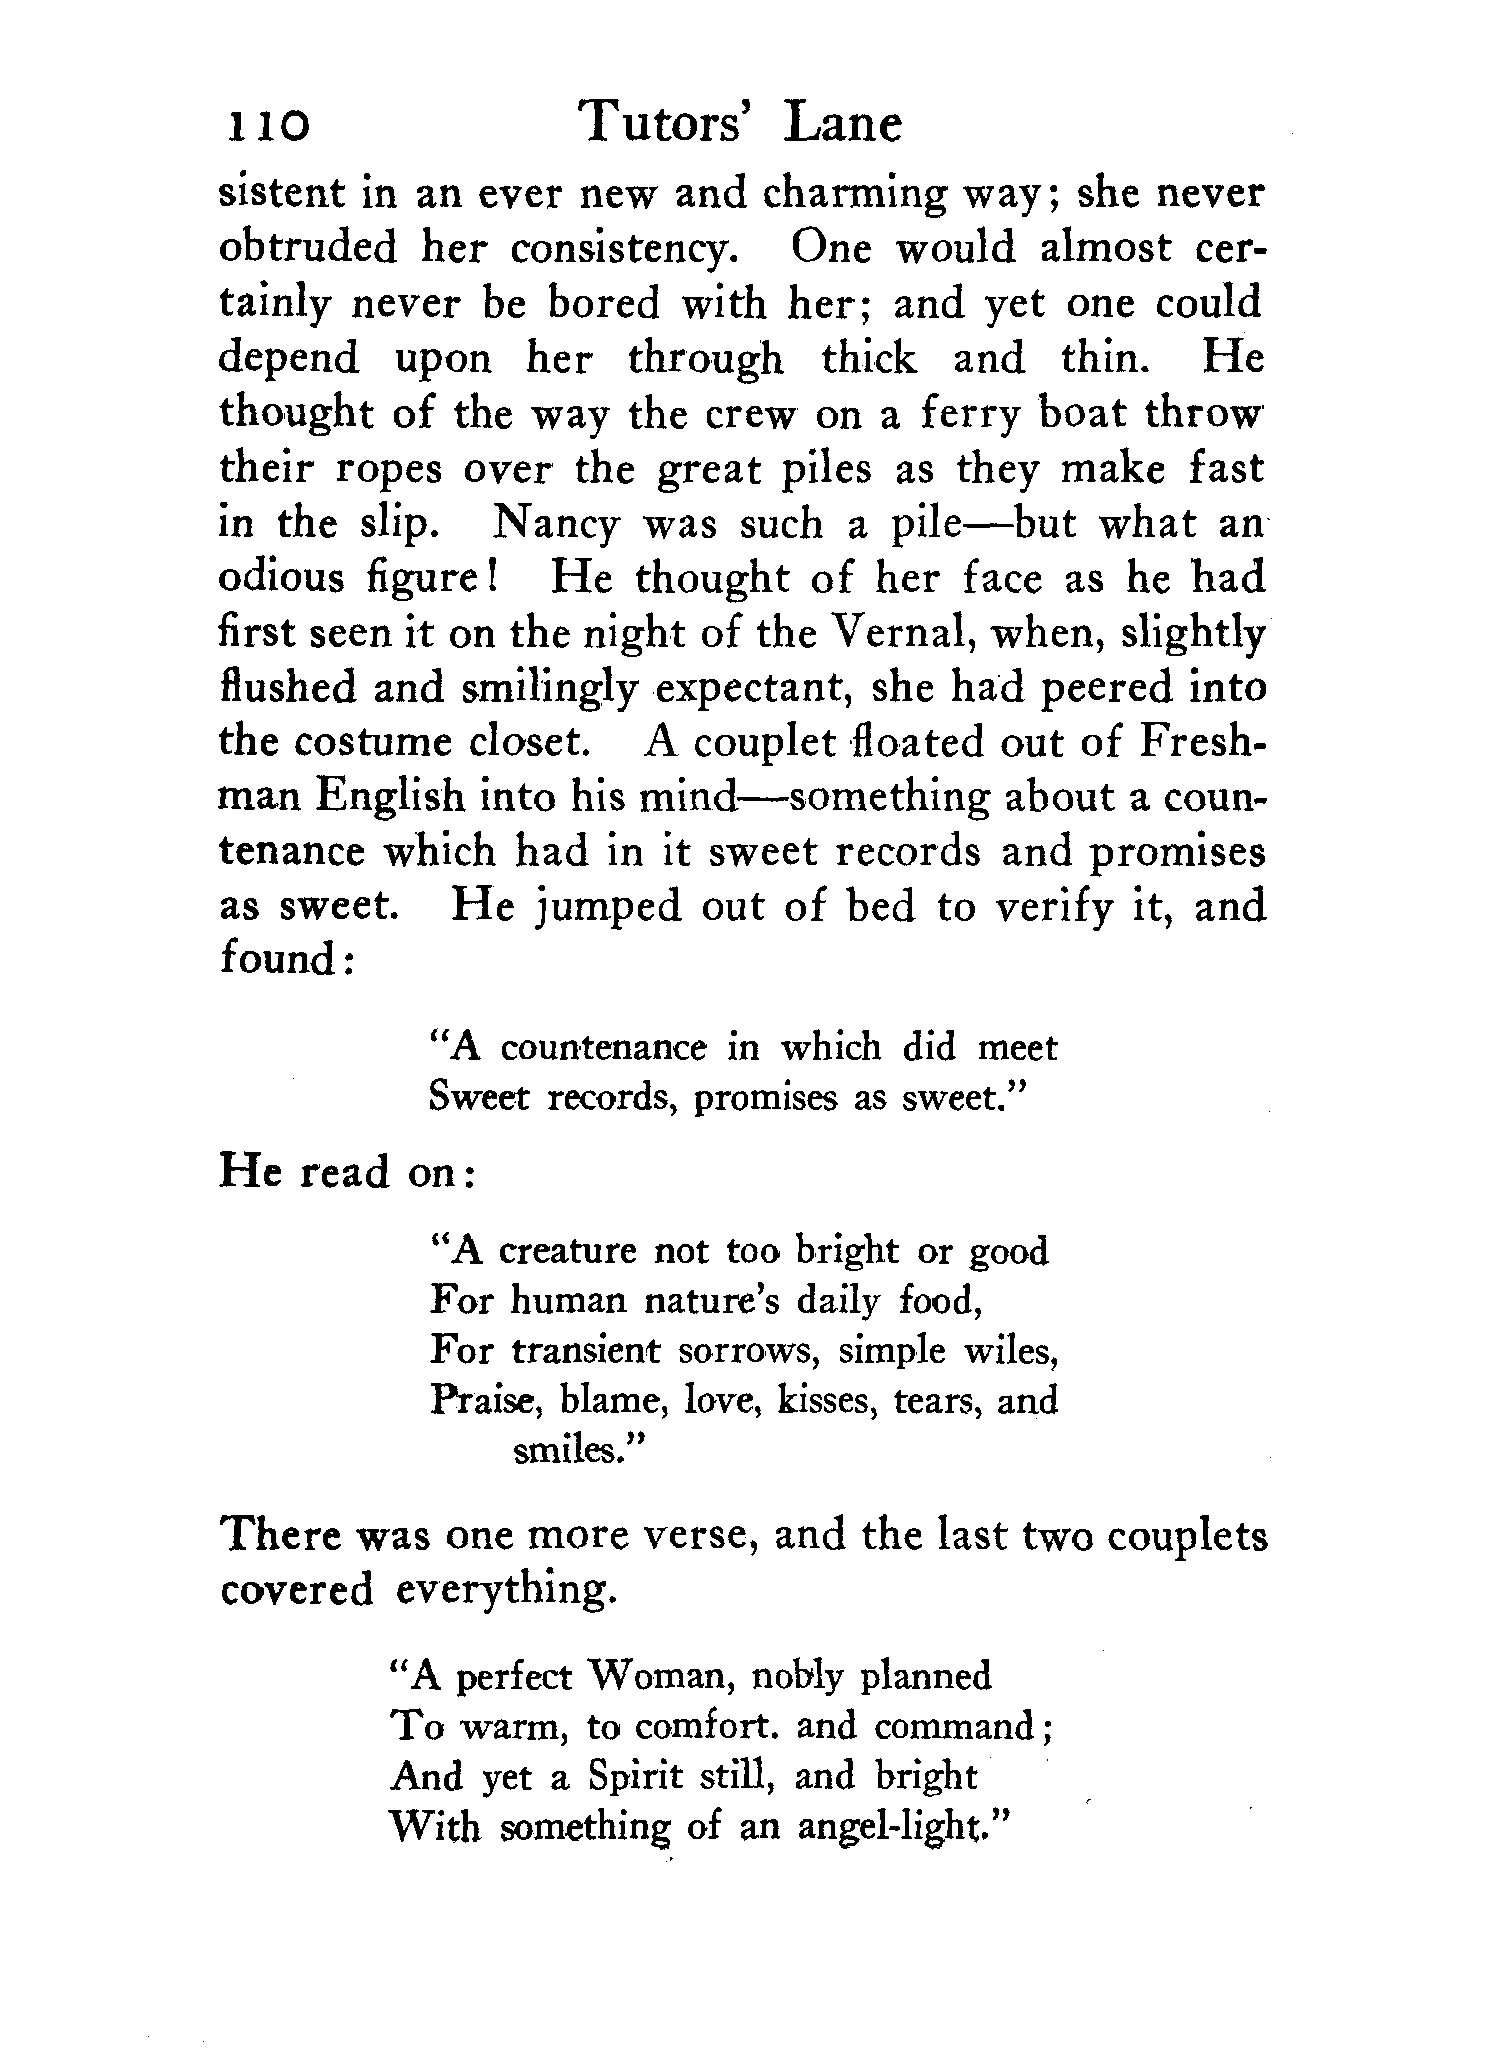 110 Tutors' Lane
sistent in an ever new and charming way; she never
obtruded her consistency. One would almost cer-
tainly never be bored with her; and yet one could
depend upon her through thick and thin. He
thought of the way the crew on a ferry boat throw
their ropes over the great piles as they make fast
in the slip. Nancy was such a pile—but what an
odious figure! He thought of her face as he had
first seen it on the night of the Vernal, when, slightly
flushed and smilingly expectant, she had peered into
the costume closet. A couplet floated out of Fresh-
man English into his mind—something about a coun-
tenance which had in it sweet records and promises
as sweet. He jumped out of bed to verify it, and
found:
"A countenance in which did meet
Sweet records, promises as sweet."
He read on:
"A creature not too bright or good
For human nature's daily food,
For transient sorrows, simple wiles,
Praise, blame, love, kisses, tears, and
smiles."
There was one more verse, and the last two couplets
covered everything.
"A perfect Woman, nobly planned
To warm, to comfort. and command;
And yet a Spirit still, and bright
With something of an angel-light."